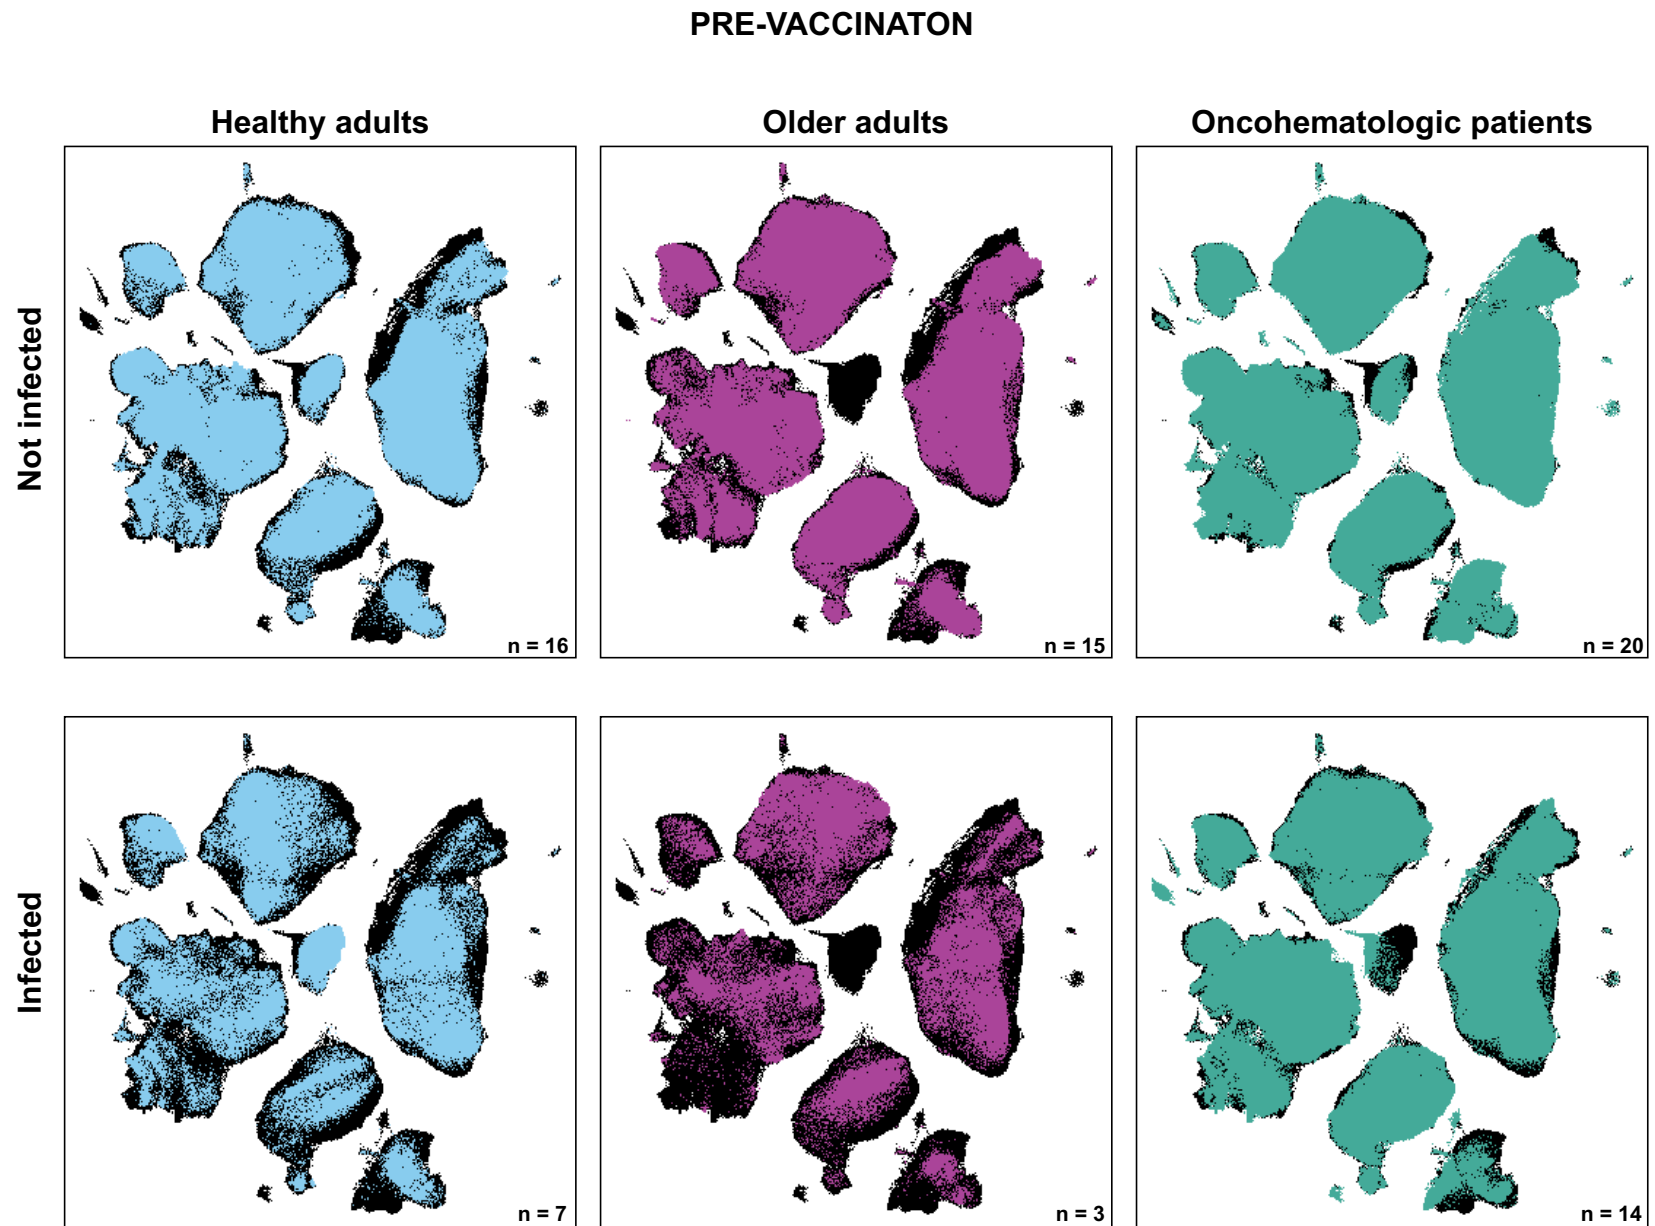 PRE-VACCINATON
Healthy adults
Older adults
Oncohematologic patients
Not infected
n = 16
n = 15
n = 20
Infected
n = 7
n = 3
n = 14